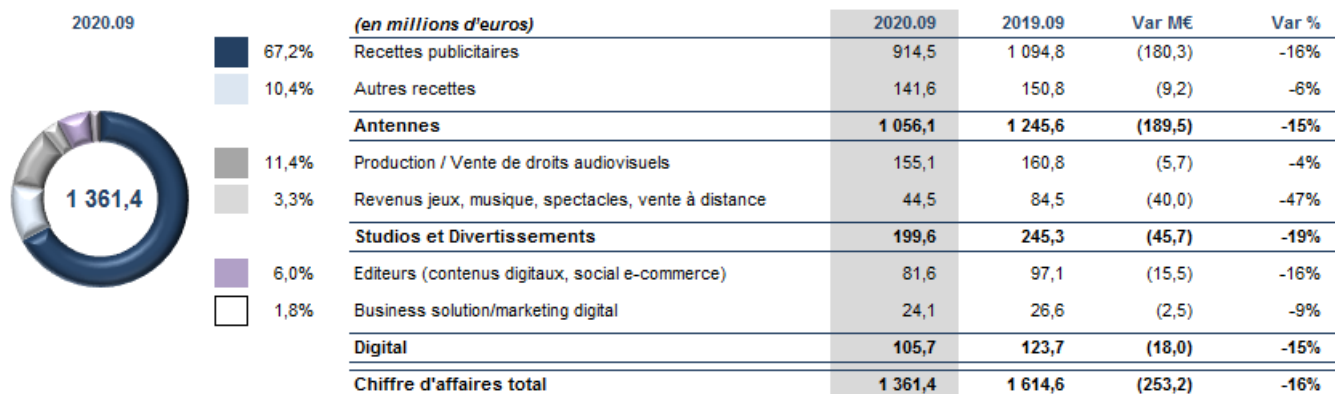 2020.09 (en millions d'euros) 2020.09 2019.09 Var M€ Var %
67,2% Recettes publicitaires 914,5 1 094,8 (180,3) -16%
10,4% Autres recettes 141,6 150,8 (9,2) -6%
Antennes 1 056,1 1 245,6 (189,5) -15%
11,4% Production / Vente de droits audiovisuels 155,1 160,8 (5,7) -4%
1 361,4
3,3% Revenus jeux, musique, spectacles, vente à distance 44,5 84,5 (40,0) -47%
Studios et Divertissements 199,6 245,3 (45,7) -19%
6,0% Editeurs (contenus digitaux, social e-commerce) 81,6 97,1 (15,5) -16%
1,8% Business solution/marketing digital 24,1 26,6 (2,5) -9%
Digital 105,7 123,7 (18,0) -15%
Chiffre d'affaires total 1 361,4 1 614,6 (253,2) -16%